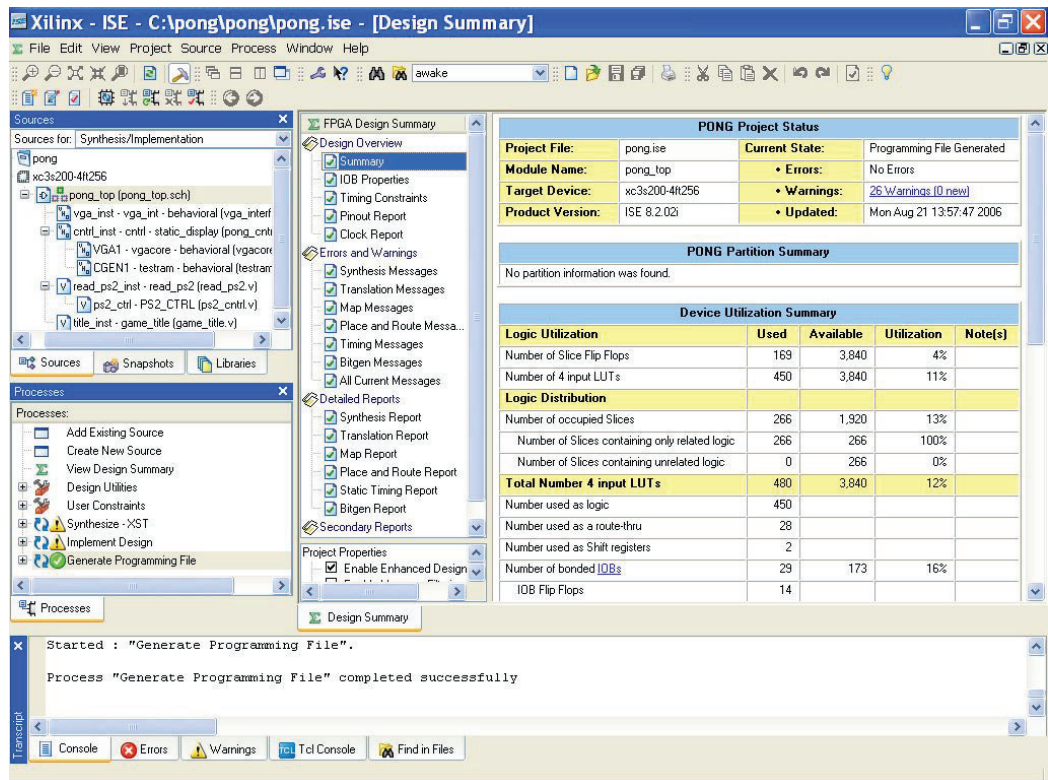 Xilinx - ISE - C:\pong\pong\pong.ise - [Design Summary]
File Edit View Project Source Process Window Help
awake
Sources
Sources for: Synthesis/Implementation
pong
xc3s200-4ft256
pong_top (pong_top.sch)
vga_inst - vga_int - behavioral (vga_interf
cntrl_inst - cntrl - static_display (pong_cntr
VGA1 - vgacore - behavioral (vgacore
CGEN1 - testram - behavioral (testram
read_ps2_inst - read_ps2 (read_ps2.v)
ps2_ctrl - PS2_CTRL (ps2_cntrl.v)
title_inst - game_title (game_title.v)
Sources Snapshots Libraries
Processes
Processes:
Add Existing Source
Create New Source
View Design Summary
Design Utilities
User Constraints
Synthesize - XST
Implement Design
Generate Programming File
Processes
FPGA Design Summary
Design Overview
Summary
IOB Properties
Timing Constraints
Pinout Report
Clock Report
Errors and Warnings
Synthesis Messages
Translation Messages
Map Messages
Place and Route Messa...
Timing Messages
Bitgen Messages
All Current Messages
Detailed Reports
Synthesis Report
Translation Report
Map Report
Place and Route Report
Static Timing Report
Bitgen Report
Secondary Reports
Project Properties
Enable Enhanced Design
Design Summary
PONG Project Status
Project File: pong.ise Current State: Programming File Generated
Module Name: pong_top • Errors: No Errors
Target Device: xc3s200-4ft256 • Warnings: 26 Warnings (0 new)
Product Version: ISE 8.2.02i • Updated: Mon Aug 21 13:57:47 2006
PONG Partition Summary
No partition information was found.
Device Utilization Summary
Logic Utilization Used Available Utilization Note(s)
Number of Slice Flip Flops 169 3,840 4%
Number of 4 input LUTs 450 3,840 11%
Logic Distribution
Number of occupied Slices 266 1,920 13%
Number of Slices containing only related logic 266 266 100%
Number of Slices containing unrelated logic 0 266 0%
Total Number 4 input LUTs 480 3,840 12%
Number used as logic 450
Number used as a route-thru 28
Number used as Shift registers 2
Number of bonded IOBs 29 173 16%
IOB Flip Flops 14
Started : "Generate Programming File".
Process "Generate Programming File" completed successfully
Transcript
Console Errors Warnings TCL Tcl Console Find in Files